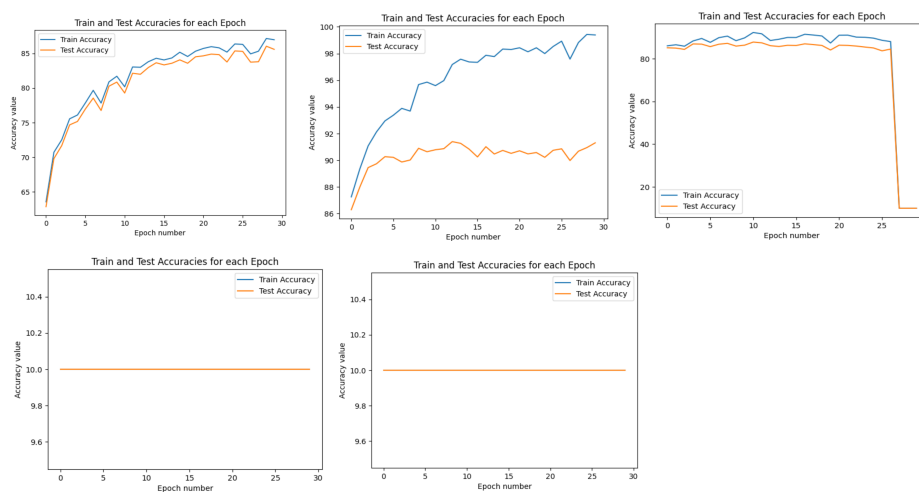 Train and Test Accuracies for each Epoch
Train Accuracy
Test Accuracy
Accuracy value
85
80
75
70
65
0 5 10 15 20 25 30
Epoch number
Train and Test Accuracies for each Epoch
Train Accuracy
Test Accuracy
Accuracy value
100
98
96
94
92
90
88
86
0 5 10 15 20 25 30
Epoch number
Train and Test Accuracies for each Epoch
Accuracy value
80
60
40
20
Train Accuracy
Test Accuracy
0 5 10 15 20 25
Epoch number
Train and Test Accuracies for each Epoch
Train Accuracy
Test Accuracy
Accuracy value
10.4
10.2
10.0
9.8
9.6
0 5 10 15 20 25 30
Epoch number
Train and Test Accuracies for each Epoch
Train Accuracy
Test Accuracy
Accuracy value
10.4
10.2
10.0
9.8
9.6
0 5 10 15 20 25 30
Epoch number